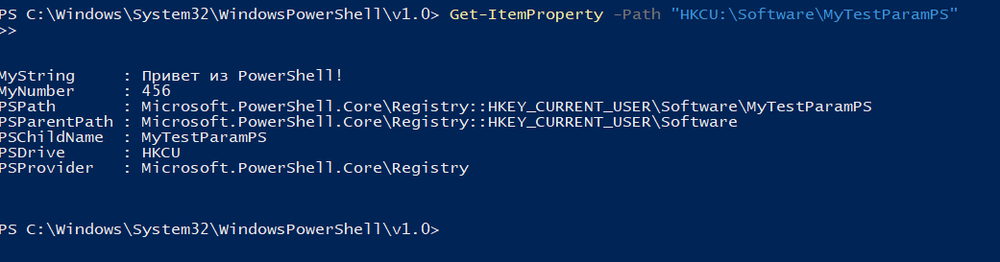 PS C:\Windows\System32\WindowsPowerShell\v1.0> Get-ItemProperty -Path "HKCU:\Software\MyTestParamPS"
>>
MyString : Привет из PowerShell!
MyNumber : 456
PSPath : Microsoft.PowerShell.Core\Registry::HKEY_CURRENT_USER\Software\MyTestParamPS
PSParentPath : Microsoft.PowerShell.Core\Registry::HKEY_CURRENT_USER\Software
PSChildName : MyTestParamPS
PSDrive : HKCU
PSProvider : Microsoft.PowerShell.Core\Registry
PS C:\Windows\System32\WindowsPowerShell\v1.0>